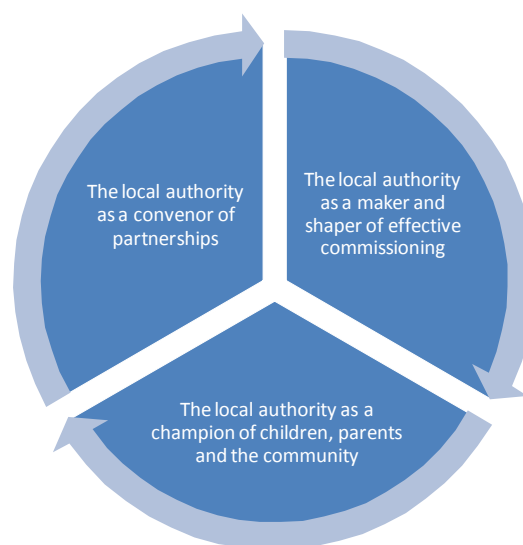 The local authority
as a convenor of
partnerships
The local authority
as a maker and
shaper of effective
commissioning
The local authority as a
champion of children, parents
and the community